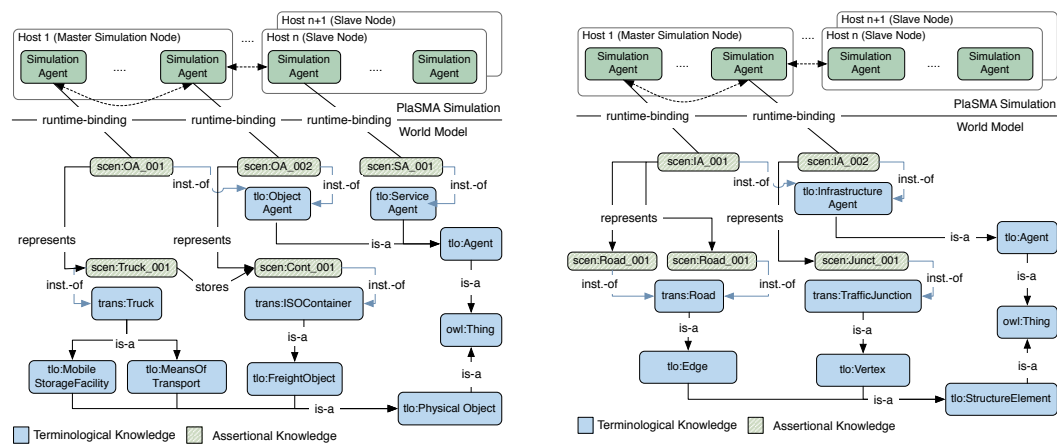 Host n+1 (Slave Node)
Host 1 (Master Simulation Node)
....
Host n (Slave Node)
Simulation
Agent
....
Simulation
Agent
Simulation
Agent
....
Simulation
Agent
PlaSMA Simulation
runtime-binding
runtime-binding
runtime-binding
World Model
scen:OA_001
scen:OA_002
scen:SA_001
inst.-of
inst.-of
inst.-of
tlo:Object
Agent
tlo:Service
Agent
represents
represents
is-a
tlo:Agent
scen:Truck_001
stores
scen:Cont_001
inst.-of
inst.-of
is-a
trans:Truck
trans:ISOContainer
owl:Thing
is-a
is-a
is-a
tlo:Mobile
StorageFacility
tlo:MeansOf
Transport
tlo:FreightObject
is-a
tlo:Physical Object
Terminological Knowledge
Assertional Knowledge
Host n+1 (Slave Node)
Host 1 (Master Simulation Node)
....
Host n (Slave Node)
Simulation
Agent
....
Simulation
Agent
Simulation
Agent
....
Simulation
Agent
PlaSMA Simulation
runtime-binding
runtime-binding
World Model
scen:IA_001
scen:IA_002
inst.-of
inst.-of
tlo:Infrastructure
Agent
represents
represents
is-a
tlo:Agent
scen:Road_001
scen:Road_001
scen:Junct_001
inst.-of
inst.-of
inst.-of
is-a
trans:Road
trans:TrafficJunction
owl:Thing
is-a
is-a
is-a
tlo:Edge
tlo:Vertex
is-a
tlo:StructureElement
Terminological Knowledge
Assertional Knowledge